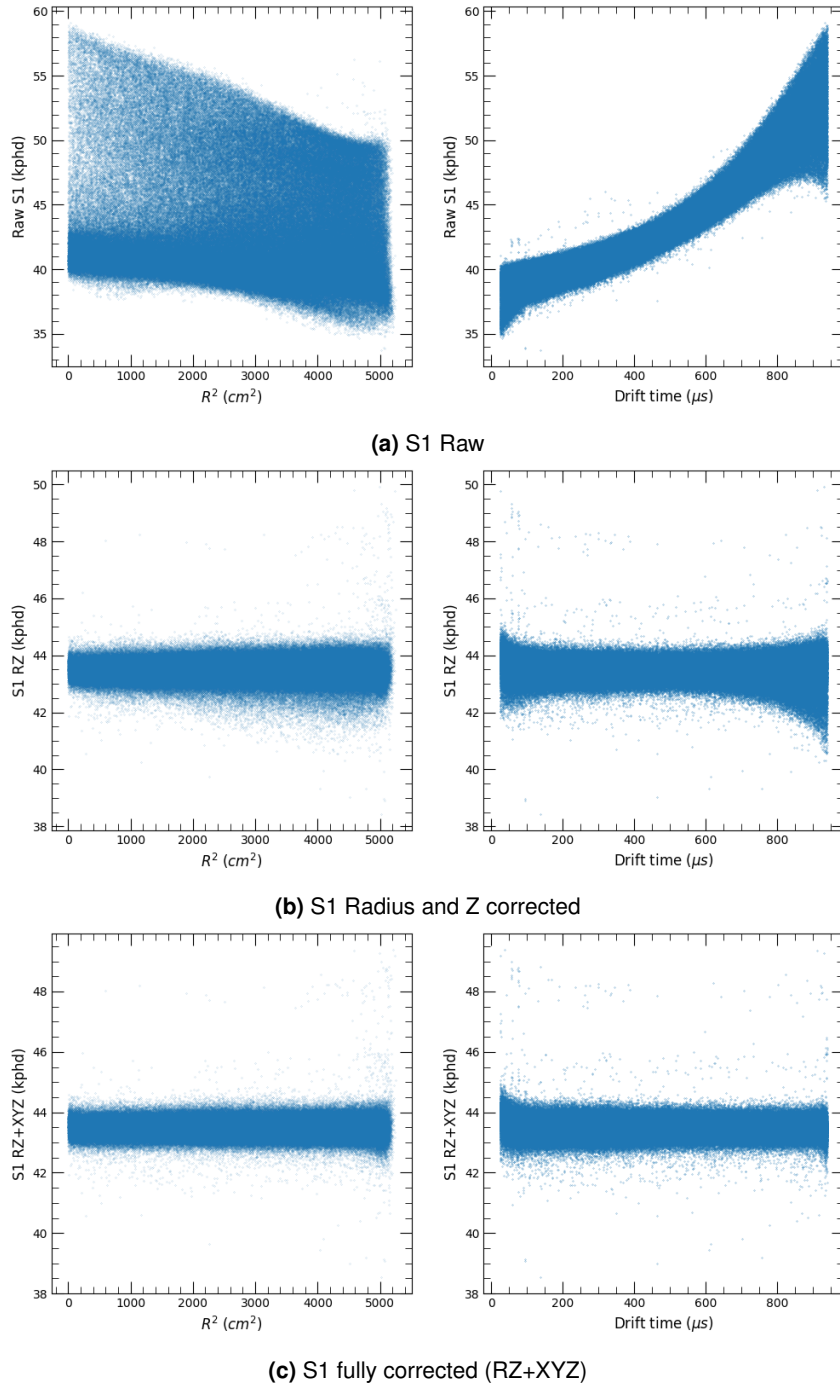 60
55
50
45
40
35
Raw S1 (kphd)
0 1000 2000 3000 4000 5000
R² (cm²)
60
55
50
45
40
35
Raw S1 (kphd)
0 200 400 600 800
Drift time (μs)
(a) S1 Raw
50
48
46
44
42
40
38
S1 RZ (kphd)
0 1000 2000 3000 4000 5000
R² (cm²)
50
48
46
44
42
40
38
S1 RZ (kphd)
0 200 400 600 800
Drift time (μs)
(b) S1 Radius and Z corrected
48
46
44
42
40
38
S1 RZ+XYZ (kphd)
0 1000 2000 3000 4000 5000
R² (cm²)
48
46
44
42
40
38
S1 RZ+XYZ (kphd)
0 200 400 600 800
Drift time (μs)
(c) S1 fully corrected (RZ+XYZ)